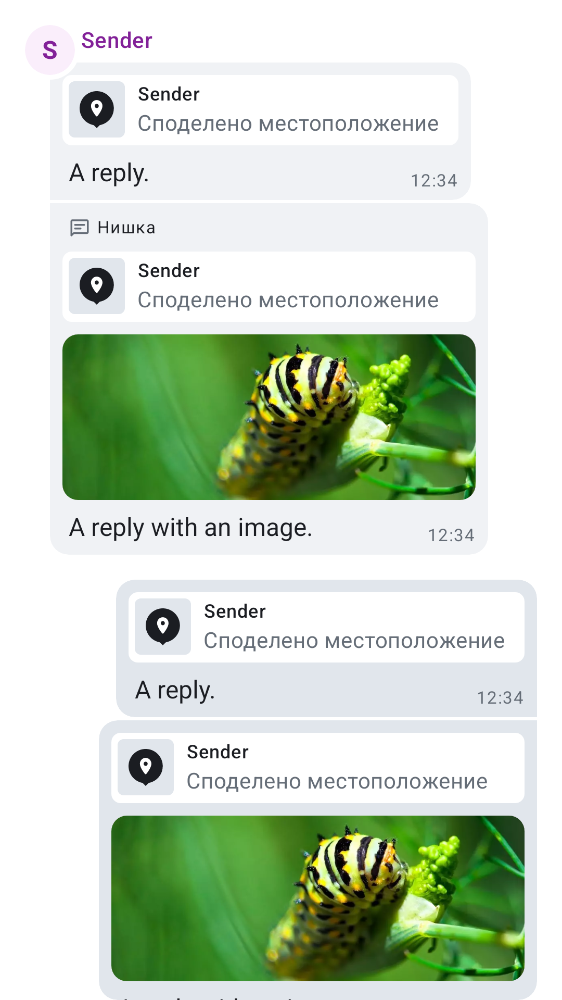 S
Sender
Sender
Споделено местоположение
A reply.
12:34
Нишка
Sender
Споделено местоположение
A reply with an image.
12:34
Sender
Споделено местоположение
A reply.
12:34
Sender
Споделено местоположение